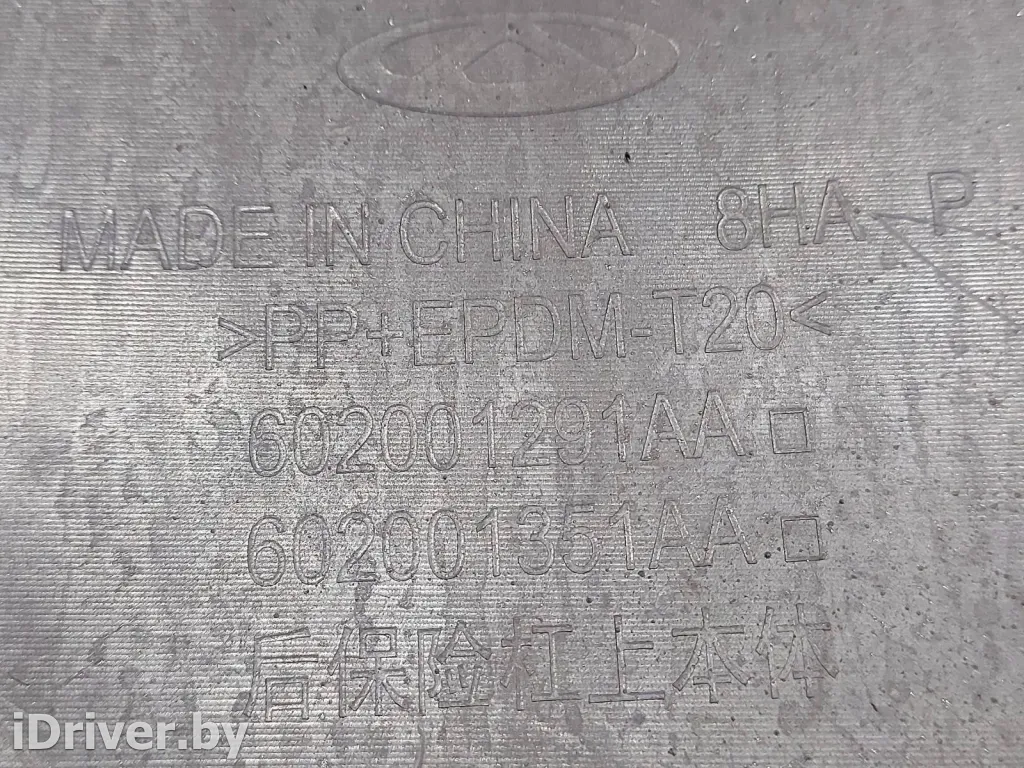 MADE IN CHINA 8HA P
>PP+EPDM-T20<
602001291AA □
602001351AA □
后保险杠上本体
iDriver.by